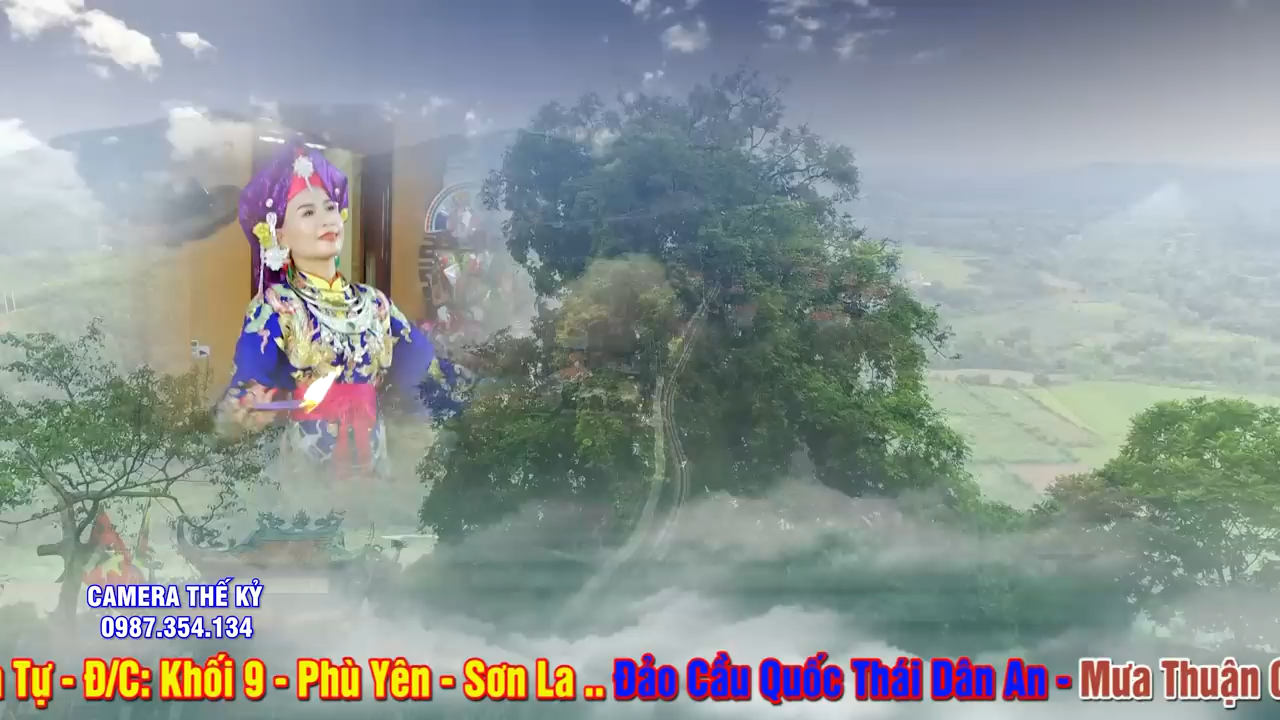 CAMERA THẾ KỶ
0987.354.134
Tự - Đ/C: Khối 9 - Phù Yên - Sơn La .. Đảo Cầu Quốc Thái Dân An - Mưa Thuận